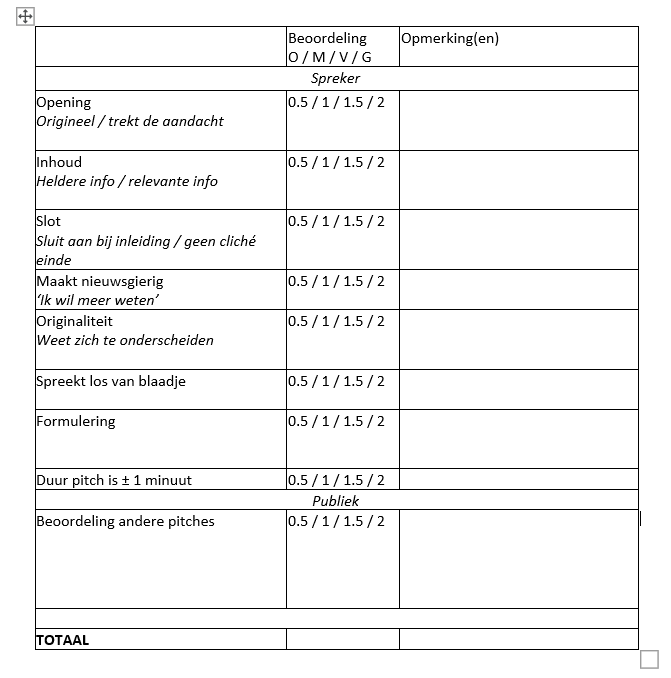 Beoordeling Opmerking(en)
O / M / V / G
Spreker
Opening 0.5 / 1 / 1.5 / 2
Origineel / trekt de aandacht
Inhoud 0.5 / 1 / 1.5 / 2
Heldere info / relevante info
Slot 0.5 / 1 / 1.5 / 2
Sluit aan bij inleiding / geen cliché
einde
Maakt nieuwsgierig 0.5 / 1 / 1.5 / 2
‘Ik wil meer weten’
Originaliteit 0.5 / 1 / 1.5 / 2
Weet zich te onderscheiden
Spreekt los van blaadje 0.5 / 1 / 1.5 / 2
Formulering 0.5 / 1 / 1.5 / 2
Duur pitch is ± 1 minuut 0.5 / 1 / 1.5 / 2
Publiek
Beoordeling andere pitches 0.5 / 1 / 1.5 / 2
TOTAAL